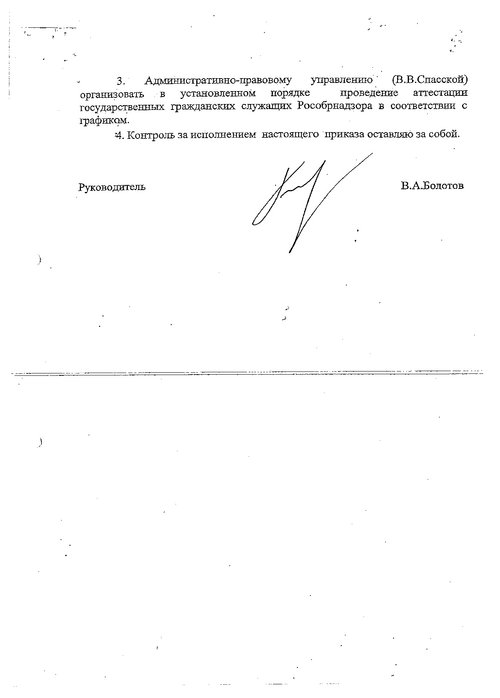 3. Административно-правовому управлению (В.В.Спасской)
организовать в установленном порядке проведение аттестации
государственных гражданских служащих Рособрнадзора в соответствии с
графиком.
4. Контроль за исполнением настоящего приказа оставляю за собой.
Руководитель В.А.Болотов